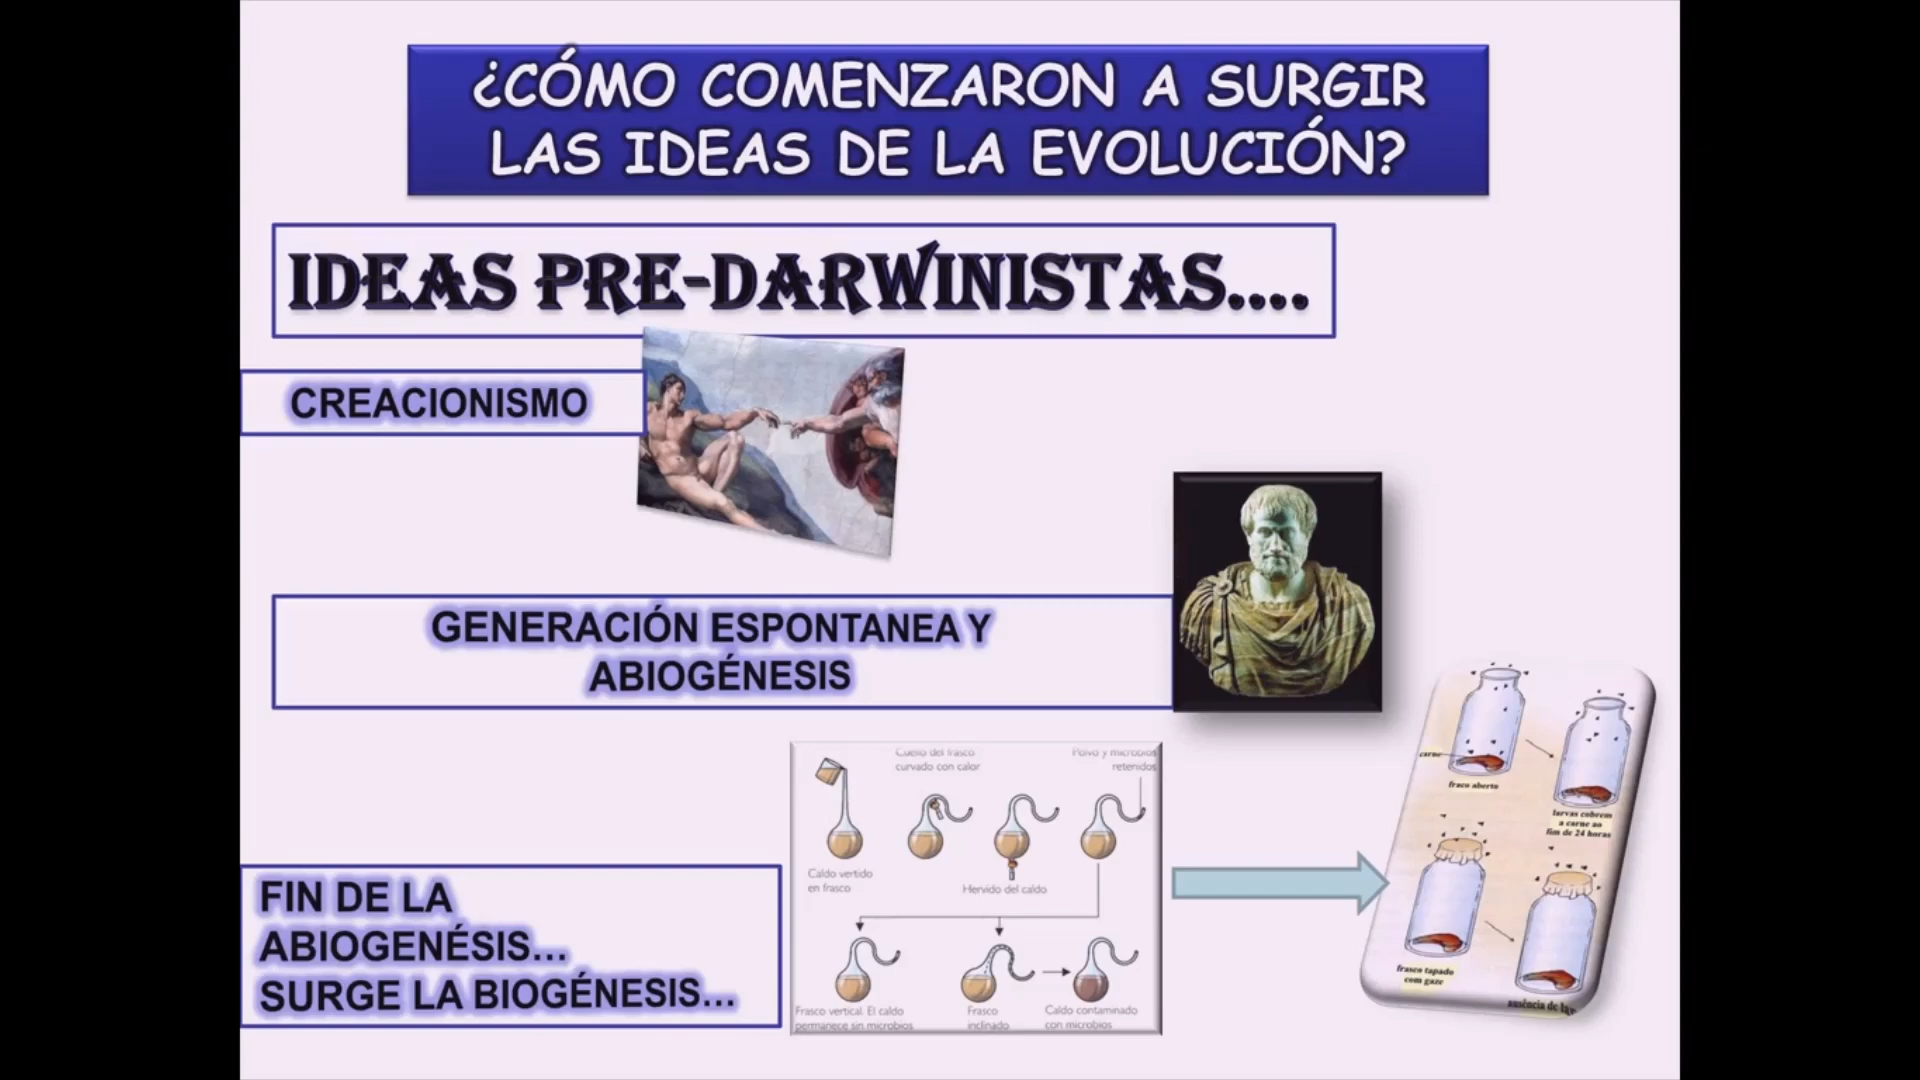 ¿CÓMO COMENZARON A SURGIR
LAS IDEAS DE LA EVOLUCIÓN?
IDEAS PRE-DARWINISTAS....
CREACIONISMO
GENERACIÓN ESPONTANEA Y
ABIOGÉNESIS
FIN DE LA
ABIOGENÉSIS...
SURGE LA BIOGÉNESIS...
Cuello del frasco
curvado con calor
Polvo y microbios
retenidos
Caldo vertido
en frasco
Hervido del caldo
Frasco vertical. El caldo
permanece sin microbios
Frasco
inclinado
Caldo contaminado
con microbios
carne
frasco aberto
larvas cobrem
a carne ao
fim de 24 horas
frasco tapado
com gaze
ausência de